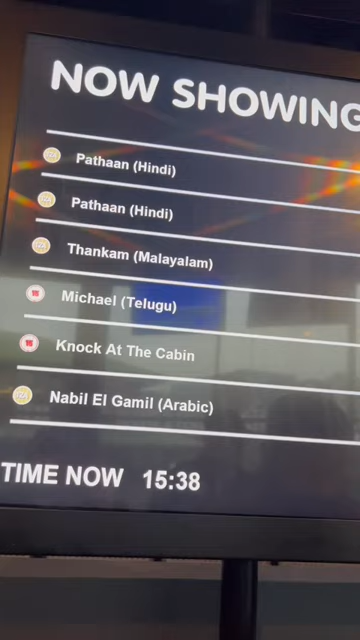 NOW SHOWING
Pathaan (Hindi)
Pathaan (Hindi)
Thankam (Malayalam)
Michael (Telugu)
Knock At The Cabin
Nabil El Gamil (Arabic)
TIME NOW 15:38